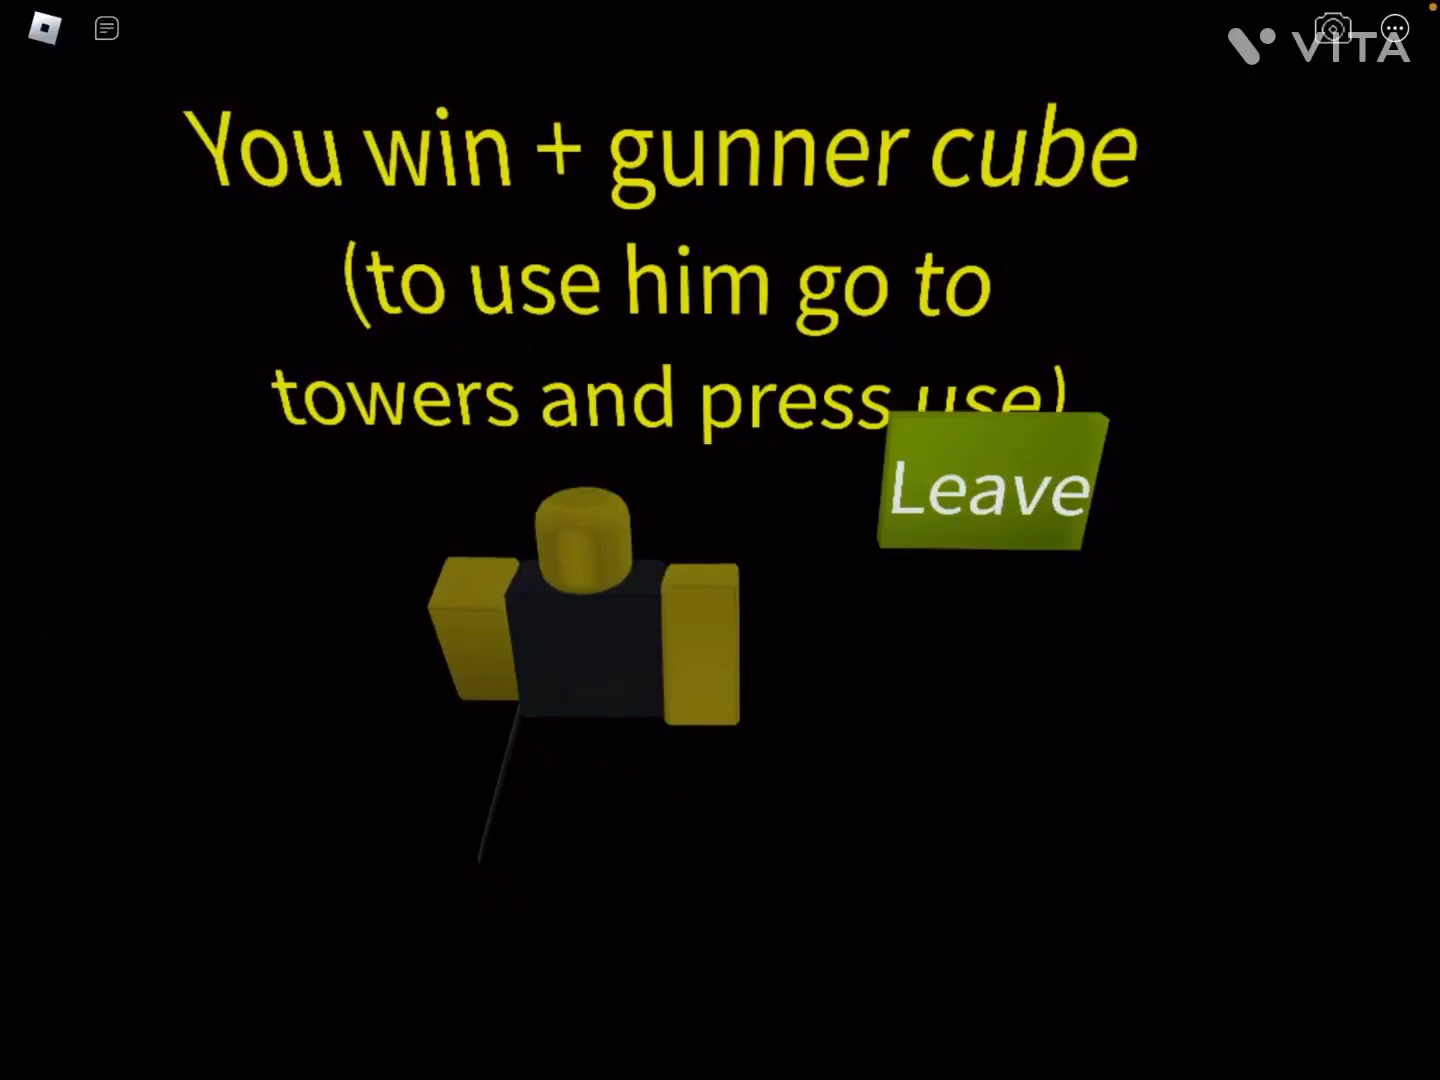 VITA
You win + gunner cube
(to use him go to
towers and press use)
Leave